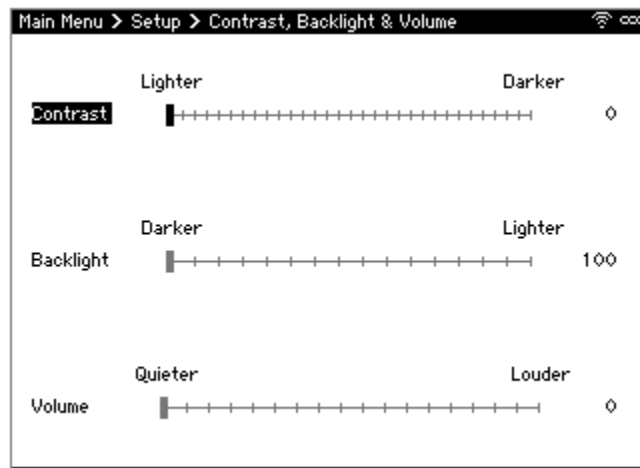 Main Menu > Setup > Contrast, Backlight & Volume
Lighter Darker
Contrast 0
Darker Lighter
Backlight 100
Quieter Louder
Volume 0